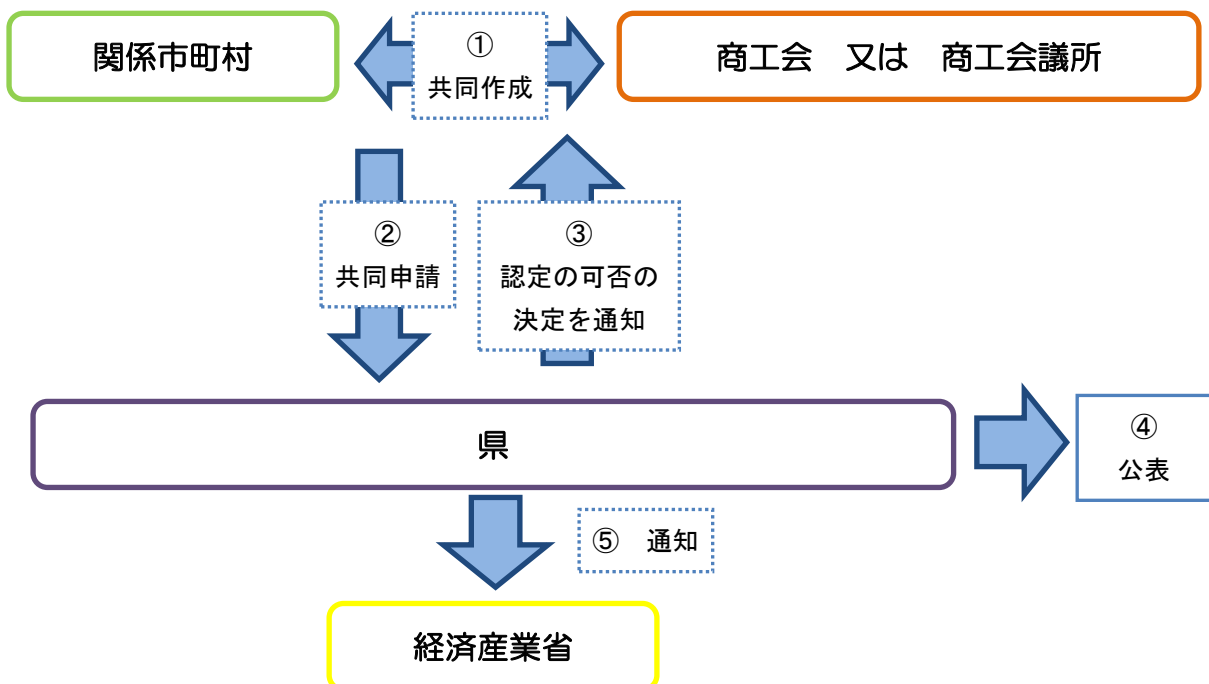 関係市町村
①
共同作成
商工会　又は　商工会議所
②
共同申請
③
認定の可否の
決定を通知
県
④
公表
⑤　通知
経済産業省